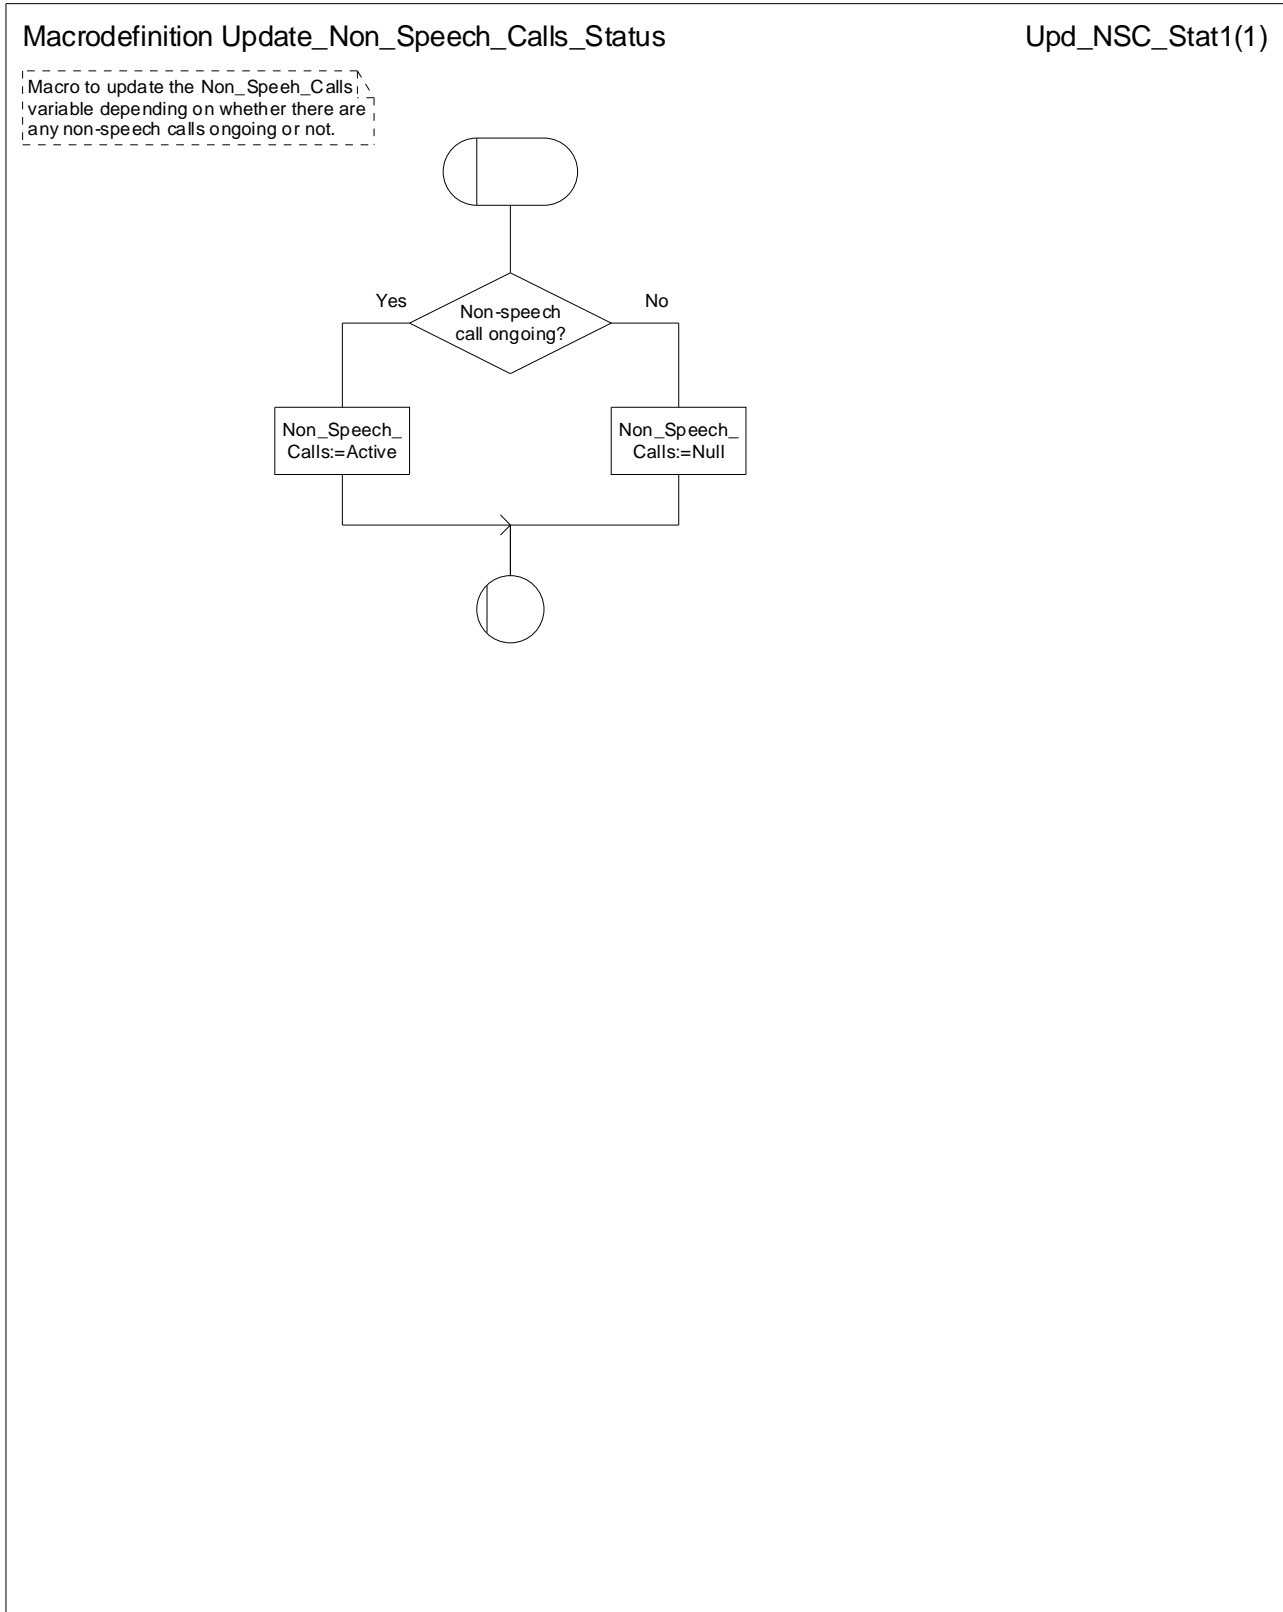 Macrodefinition Update_Non_Speech_Calls_Status
Upd_NSC_Stat1(1)
Macro to update the Non_Speeh_Calls
variable depending on whether there are
any non-speech calls ongoing or not.
Yes
No
Non-speech
call ongoing?
Non_Speech_
Calls:=Active
Non_Speech_
Calls:=Null